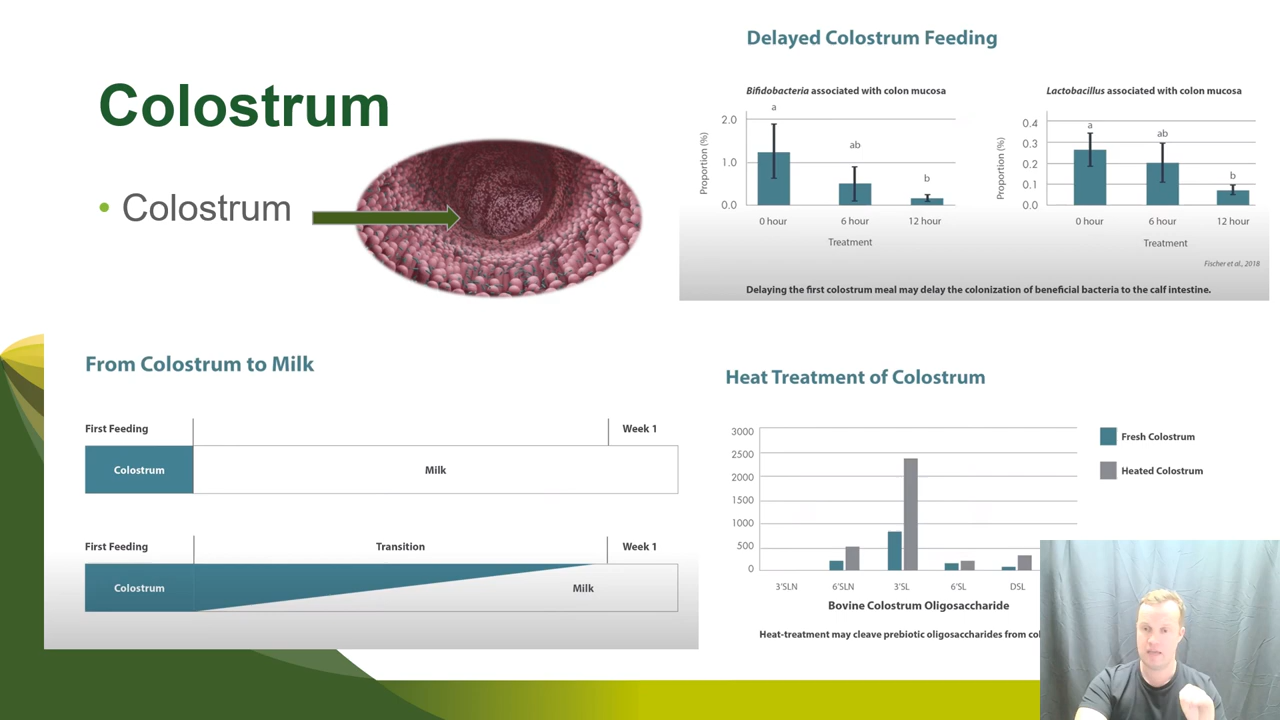 Colostrum
• Colostrum
Delayed Colostrum Feeding
Bifidobacteria associated with colon mucosa
Proportion (%)
2.0
1.0
0.0
a
ab
b
0 hour
6 hour
12 hour
Treatment
Lactobacillus associated with colon mucosa
Proportion (%)
0.4
0.3
0.2
0.1
0.0
a
ab
b
0 hour
6 hour
12 hour
Treatment
Fischer et al., 2018
Delaying the first colostrum meal may delay the colonization of beneficial bacteria to the calf intestine.
From Colostrum to Milk
First Feeding
Week 1
Colostrum
Milk
First Feeding
Transition
Week 1
Colostrum
Milk
Heat Treatment of Colostrum
3000
2500
2000
1500
1000
500
0
3'SLN
6'SLN
3'SL
6'SL
DSL
Fresh Colostrum
Heated Colostrum
Bovine Colostrum Oligosaccharide
Heat-treatment may cleave prebiotic oligosaccharides from